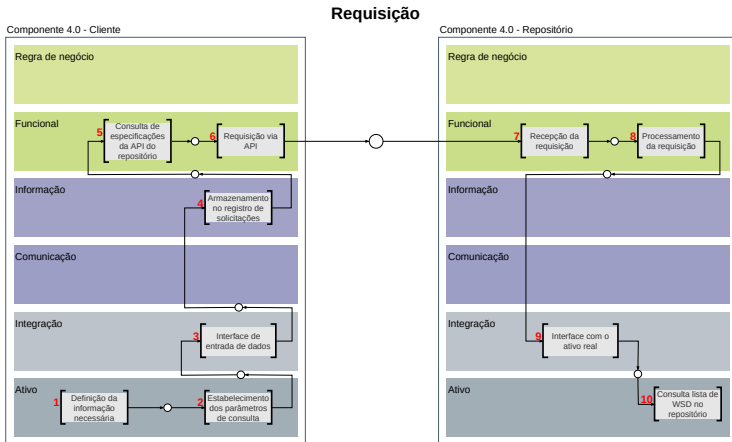 Requisição
Componente 4.0 - Cliente
Componente 4.0 - Repositório
Regra de negócio
Regra de negócio
Funcional
5
Consulta de
especificações
da API do
repositório
6
Requisição via
API
Funcional
7
Recepção da
requisição
8
Processamento
da requisição
Informação
4
Armazenamento
no registro de
solicitações
Informação
Comunicação
Comunicação
Integração
3
Interface de
entrada de dados
Integração
9
Interface com o
ativo real
Ativo
1
Definição da
informação
necessária
2
Estabelecimento
dos parâmetros
de consulta
Ativo
10
Consulta lista de
WSD no
repositório